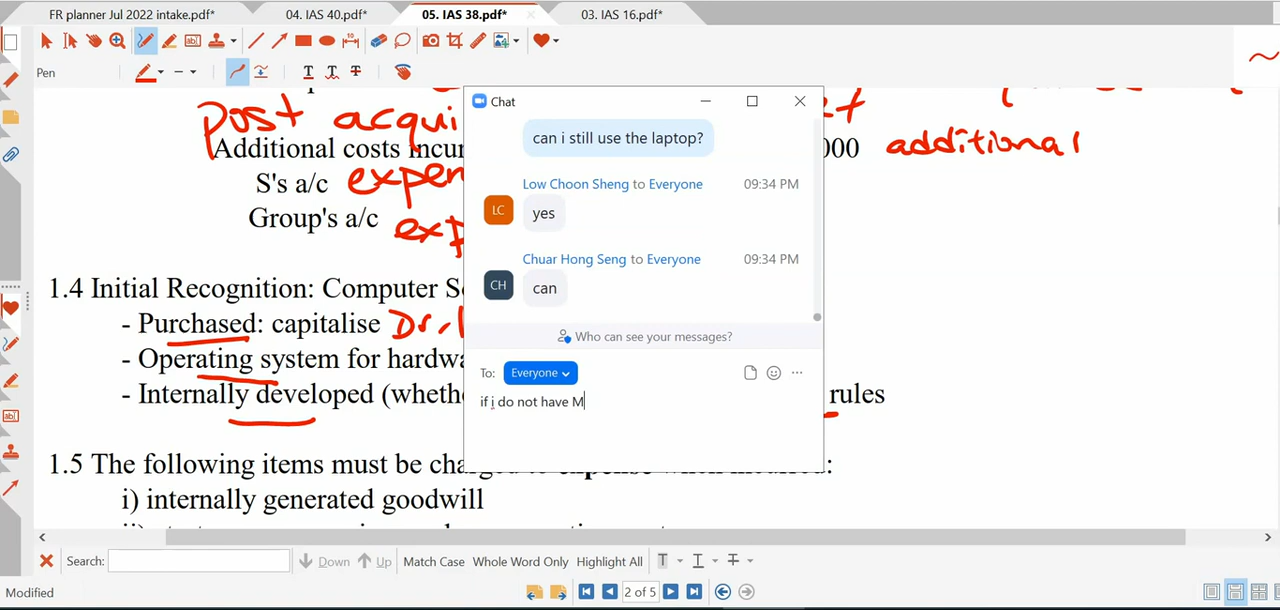 FR planner Jul 2022 intake.pdf*
04. IAS 40.pdf*
05. IAS 38.pdf*
03. IAS 16.pdf*
Pen
post acqui
Additional costs incur
000 additional
S's a/c expen
Group's a/c exp
1.4 Initial Recognition: Computer S
- Purchased: capitalise Dr.
- Operating system for hardwa
- Internally developed (wheth
rules
1.5 The following items must be cha
i) internally generated goodwill
Chat
can i still use the laptop?
Low Choon Sheng to Everyone 09:34 PM
LC
yes
Chuar Hong Seng to Everyone 09:34 PM
CH
can
Who can see your messages?
To: Everyone
if i do not have M
Search:
Down
Up
Match Case
Whole Word Only
Highlight All
Modified
2 of 5